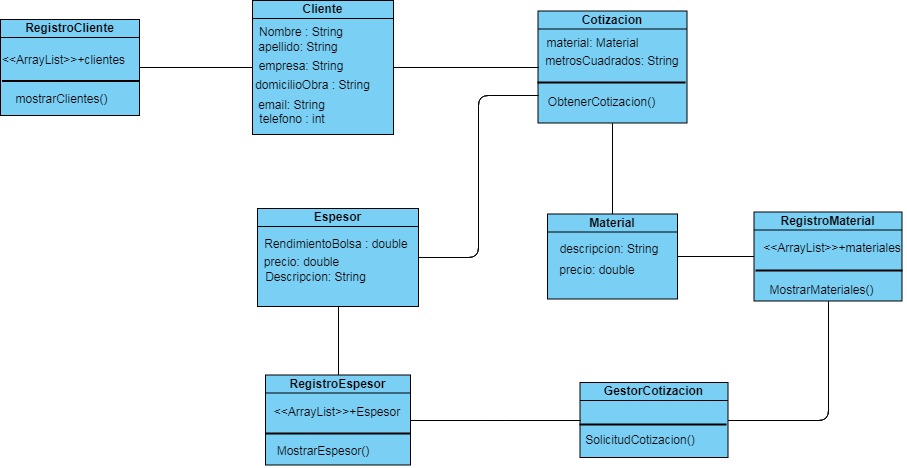 RegistroCliente
<<ArrayList>>+clientes
mostrarClientes()
Cliente
Nombre : String
apellido: String
empresa: String
domicilioObra : String
email: String
telefono : int
Cotizacion
material: Material
metrosCuadrados: String
ObtenerCotizacion()
Espesor
RendimientoBolsa : double
precio: double
Descripcion: String
Material
descripcion: String
precio: double
RegistroMaterial
<<ArrayList>>+materiales
MostrarMateriales()
RegistroEspesor
<<ArrayList>>+Espesor
MostrarEspesor()
GestorCotizacion
SolicitudCotizacion()